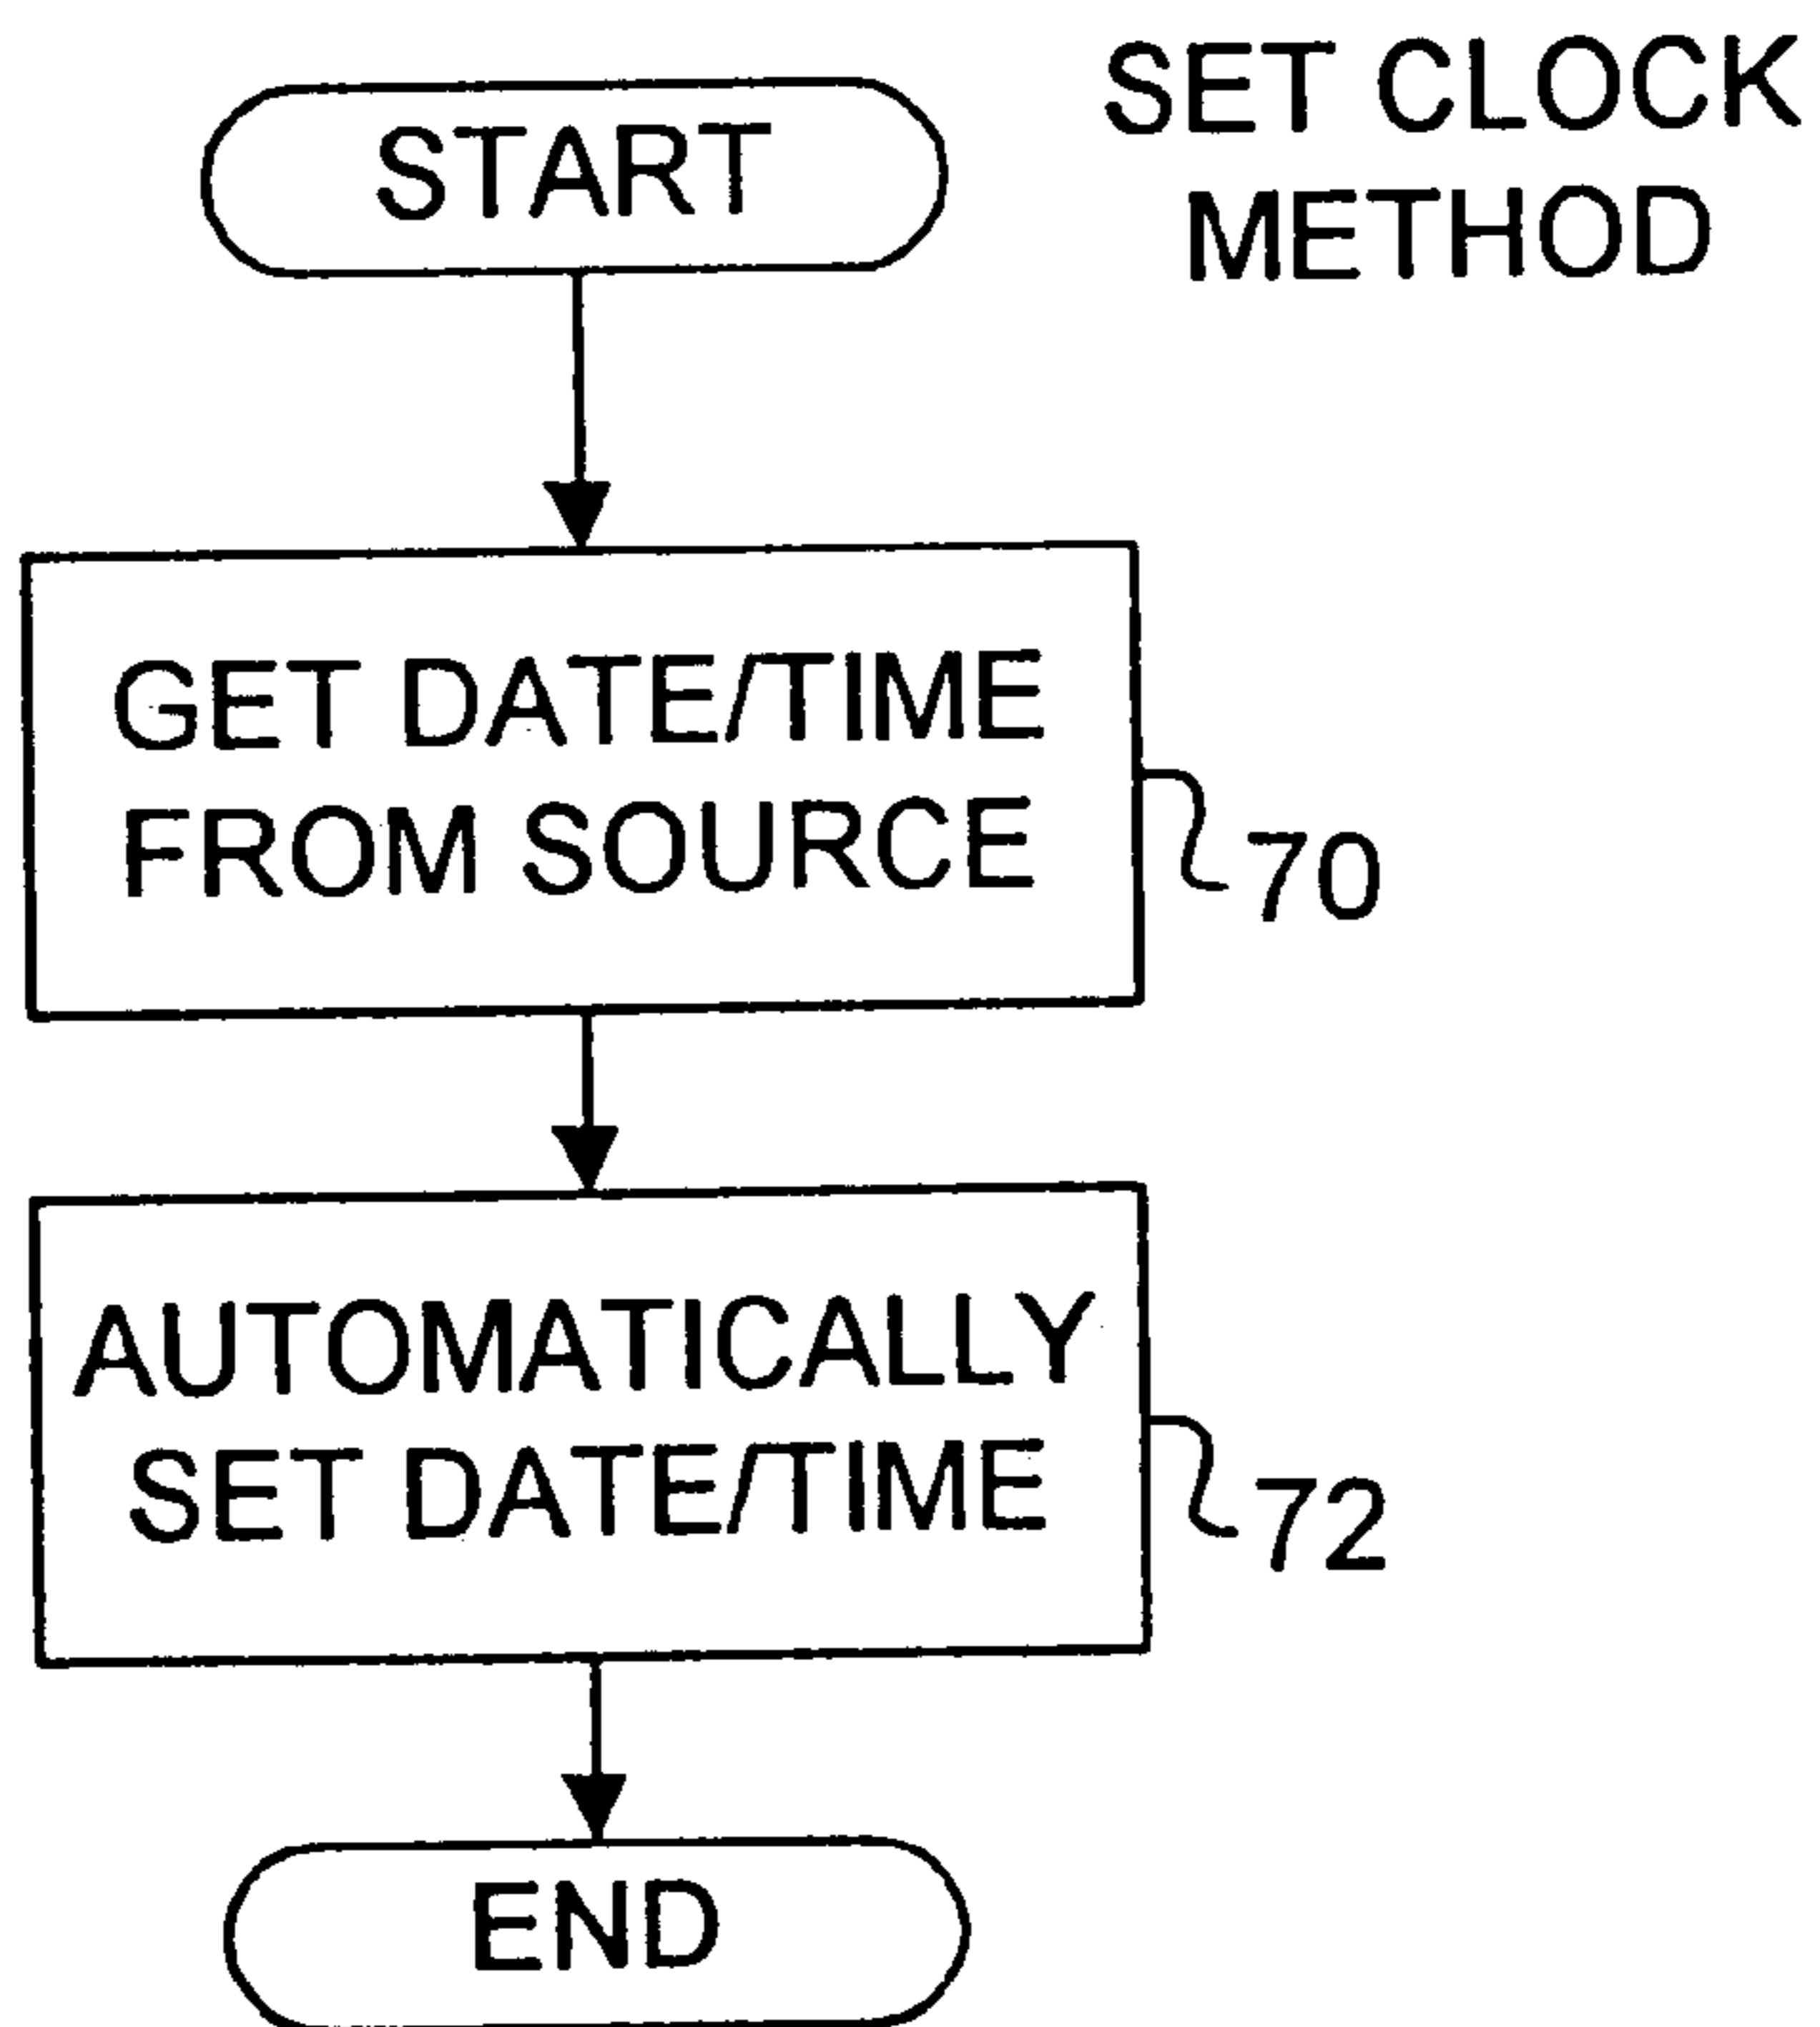 SET CLOCK
METHOD
START
GET DATE/TIME
FROM SOURCE
70
AUTOMATICALLY
SET DATE/TIME
72
END